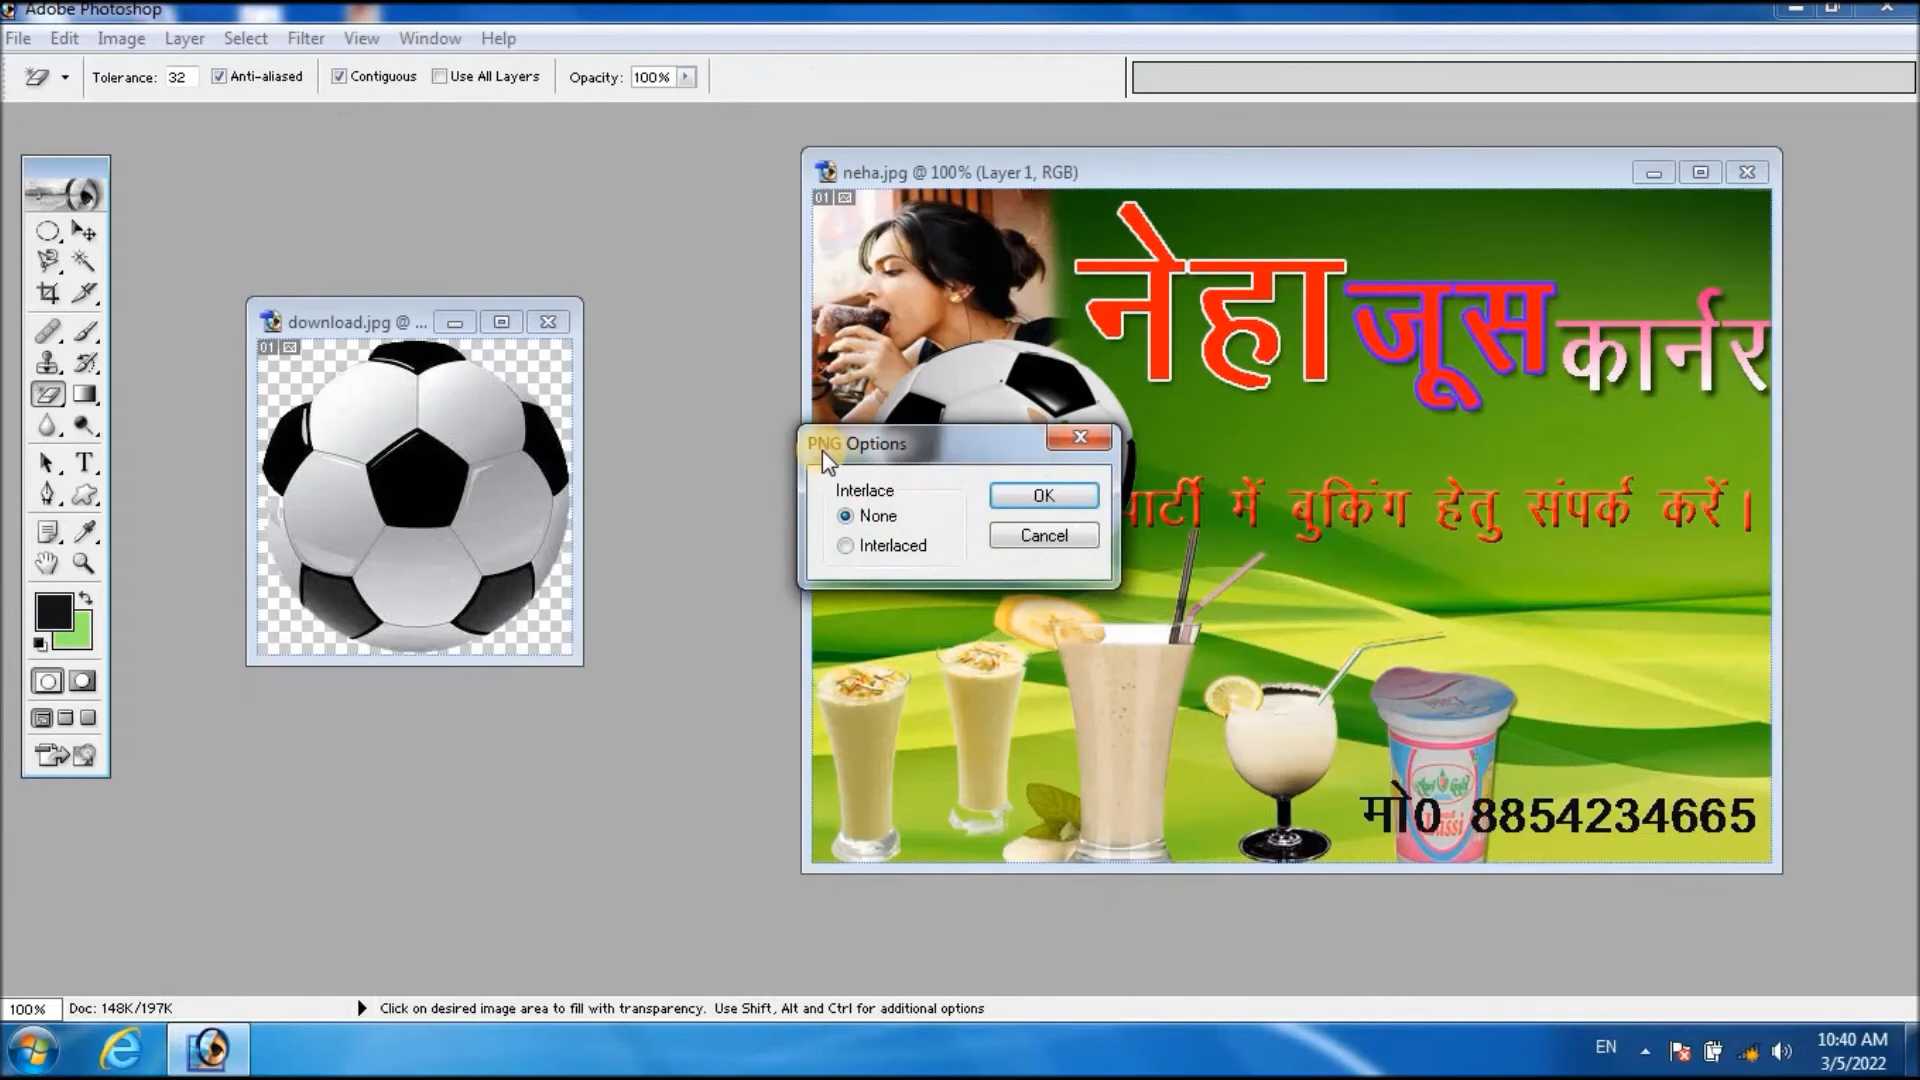 Adobe Photoshop
File Edit Image Layer Select Filter View Window Help
Tolerance: 32 Anti-aliased Contiguous Use All Layers Opacity: 100%
neha.jpg @ 100% (Layer 1, RGB)
01
नेहा जूस कार्नर
download.jpg @ ...
01
PNG Options
Interlace
None
Interlaced
OK
Cancel
पार्टी में बुकिंग हेतु संपर्क करें।
Lassi
मो0 8854234665
100% Doc: 148K/197K Click on desired image area to fill with transparency. Use Shift, Alt and Ctrl for additional options
EN
10:40 AM
3/5/2022